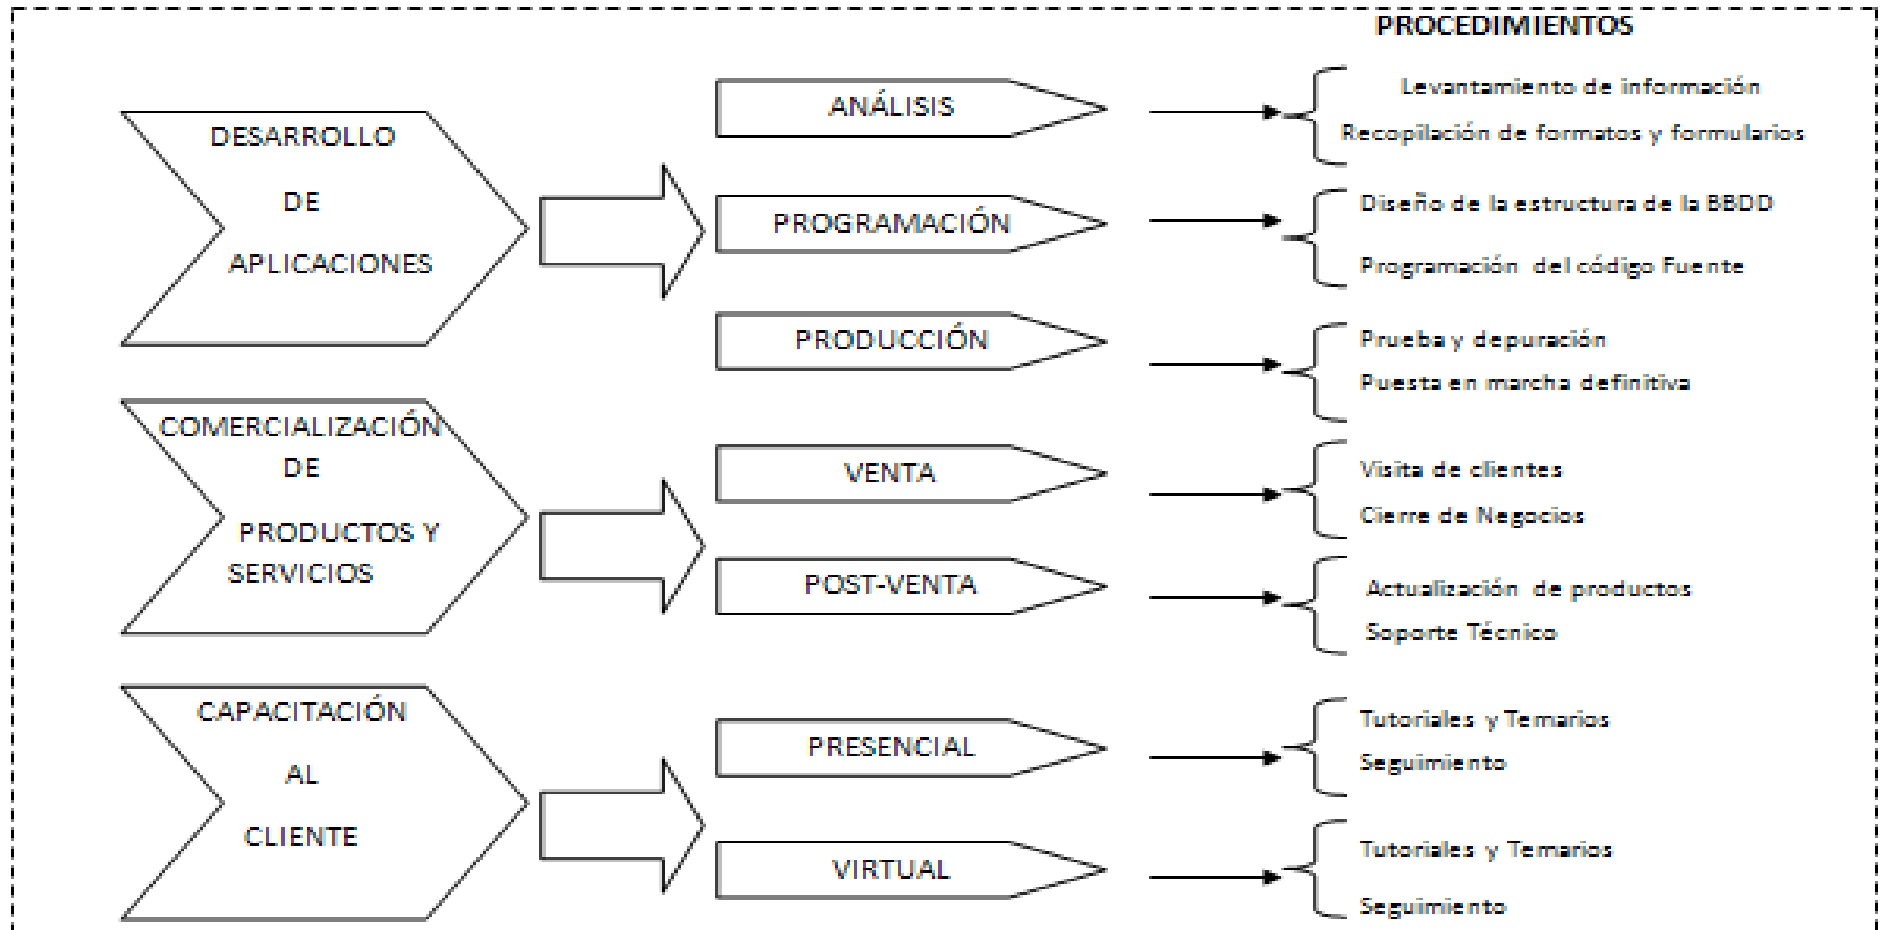 PROCEDIMIENTOS
DESARROLLO
DE
APLICACIONES
ANÁLISIS
Levantamiento de información
Recopilación de formatos y formularios
PROGRAMACIÓN
Diseño de la estructura de la BBDD
Programación del código Fuente
PRODUCCIÓN
Prueba y depuración
Puesta en marcha definitiva
COMERCIALIZACIÓN
DE
PRODUCTOS Y
SERVICIOS
VENTA
Visita de clientes
Cierre de Negocios
POST-VENTA
Actualización de productos
Soporte Técnico
CAPACITACIÓN
AL
CLIENTE
PRESENCIAL
Tutoriales y Temarios
Seguimiento
VIRTUAL
Tutoriales y Temarios
Seguimiento